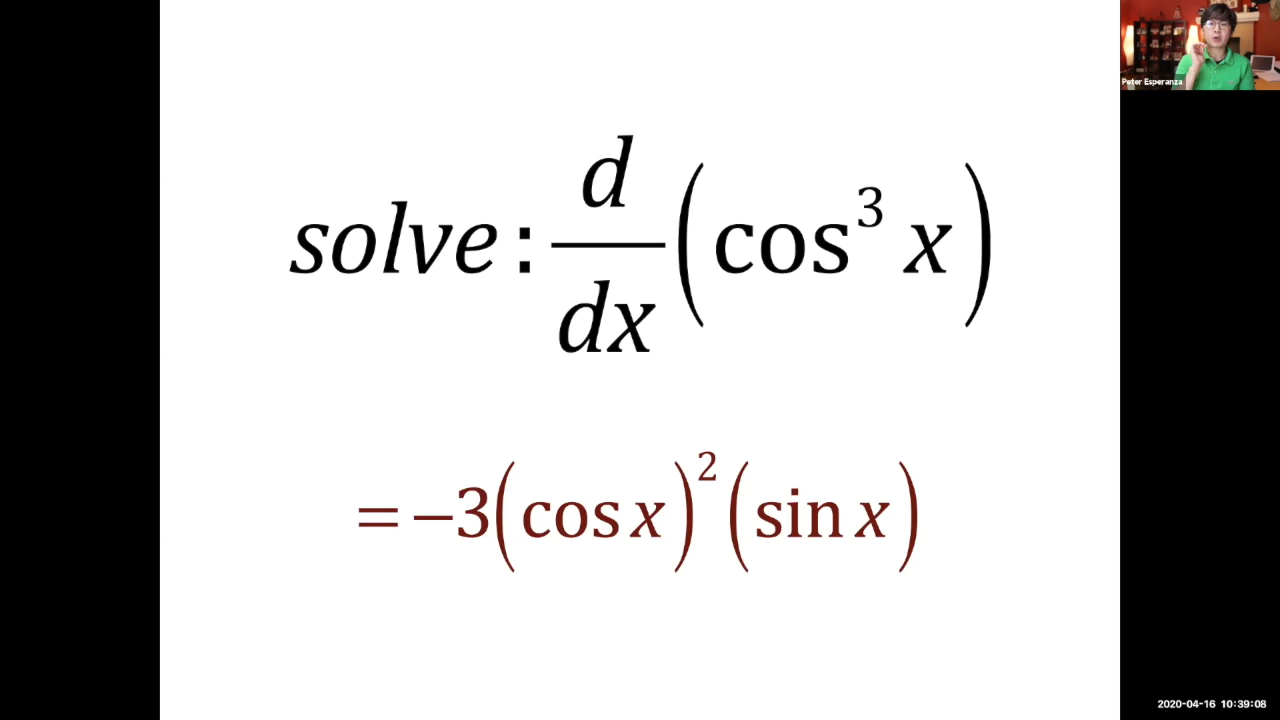 Peter Esperanza
solve: d/dx (cos³ x)
= −3(cos x)² (sin x)
2020-04-16 10:39:08